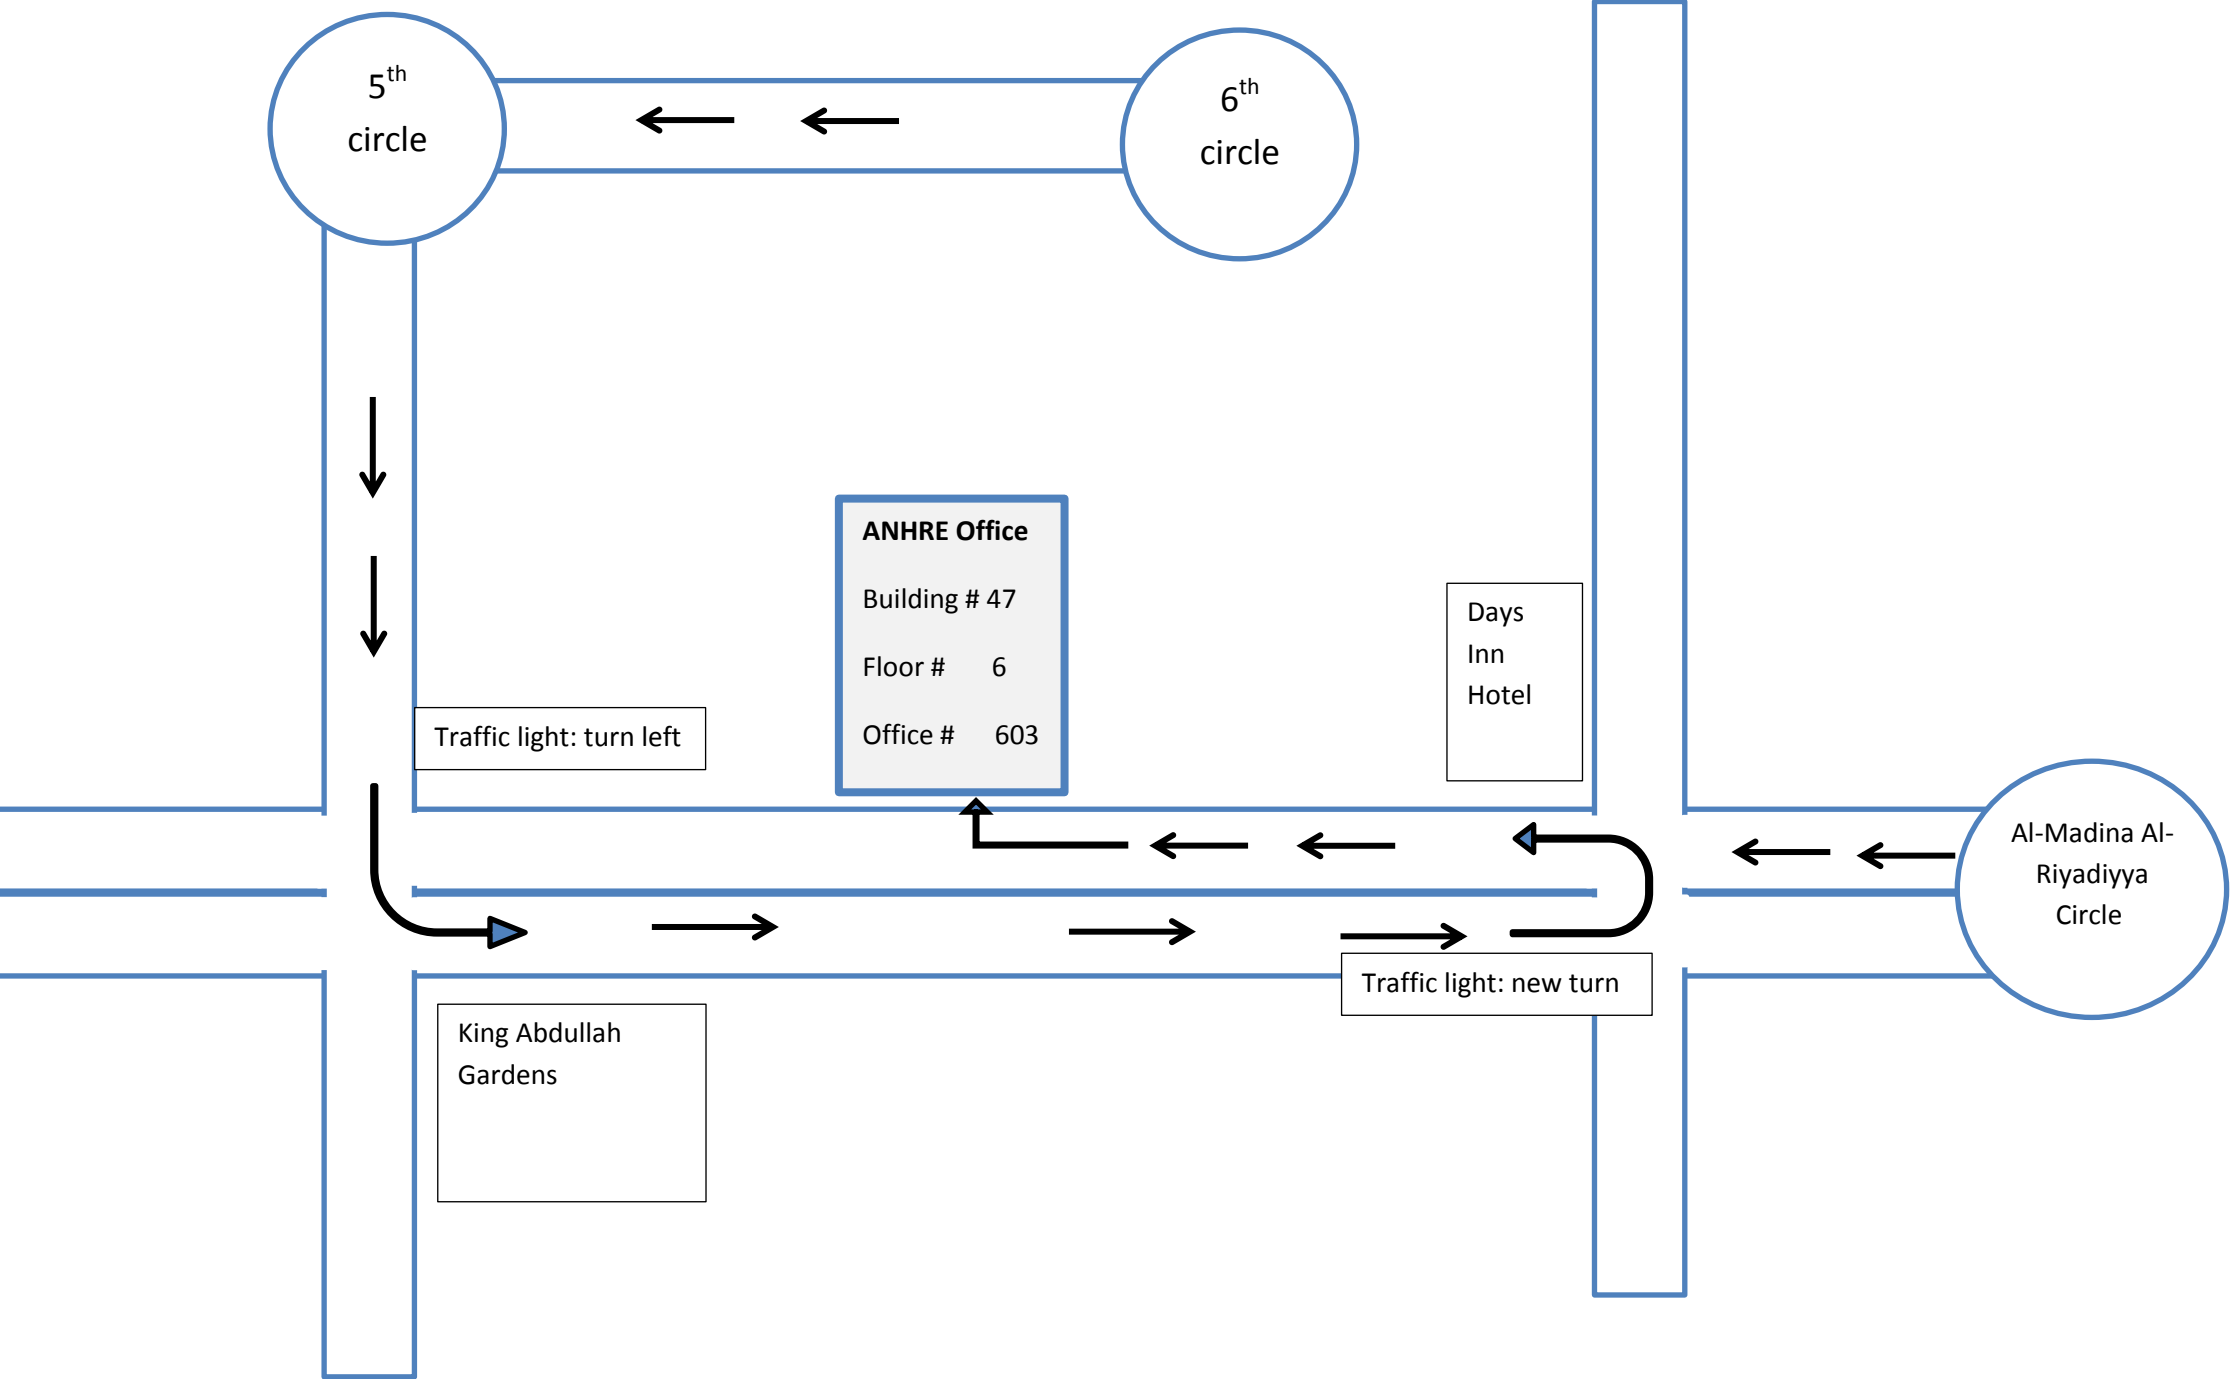 5th
circle
6th
circle
ANHRE Office
Building # 47
Floor # 6
Office # 603
Days
Inn
Hotel
Traffic light: turn left
Al-Madina Al-
Riyadiyya
Circle
Traffic light: new turn
King Abdullah
Gardens